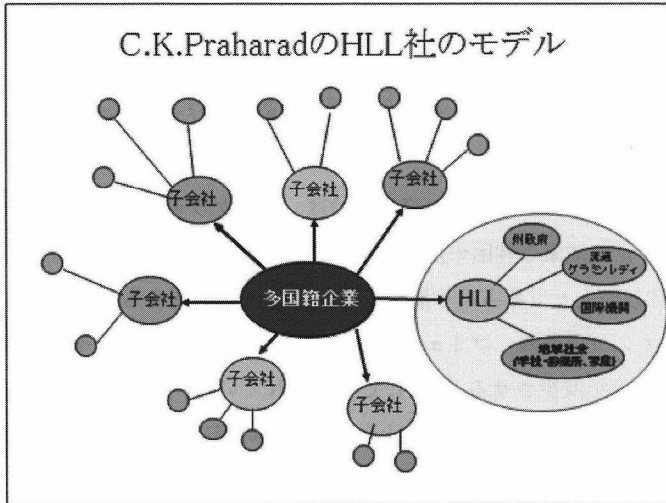 C.K.PraharadのHLL社のモデル
子会社
子会社
子会社
州政府
流通
グラミンレディ
子会社
多国籍企業
HLL
国際機関
地域社会
(学校・診療所、家庭)
子会社
子会社